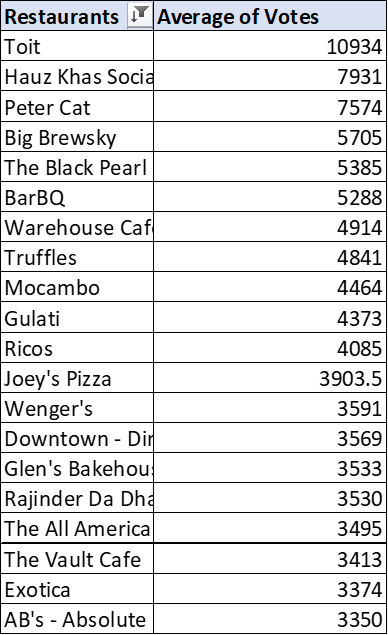 Restaurants Average of Votes
Toit 10934
Hauz Khas Socia 7931
Peter Cat 7574
Big Brewsky 5705
The Black Pearl 5385
BarBQ 5288
Warehouse Cafe 4914
Truffles 4841
Mocambo 4464
Gulati 4373
Ricos 4085
Joey's Pizza 3903.5
Wenger's 3591
Downtown - Din 3569
Glen's Bakehous 3533
Rajinder Da Dha 3530
The All America 3495
The Vault Cafe 3413
Exotica 3374
AB's - Absolute 3350